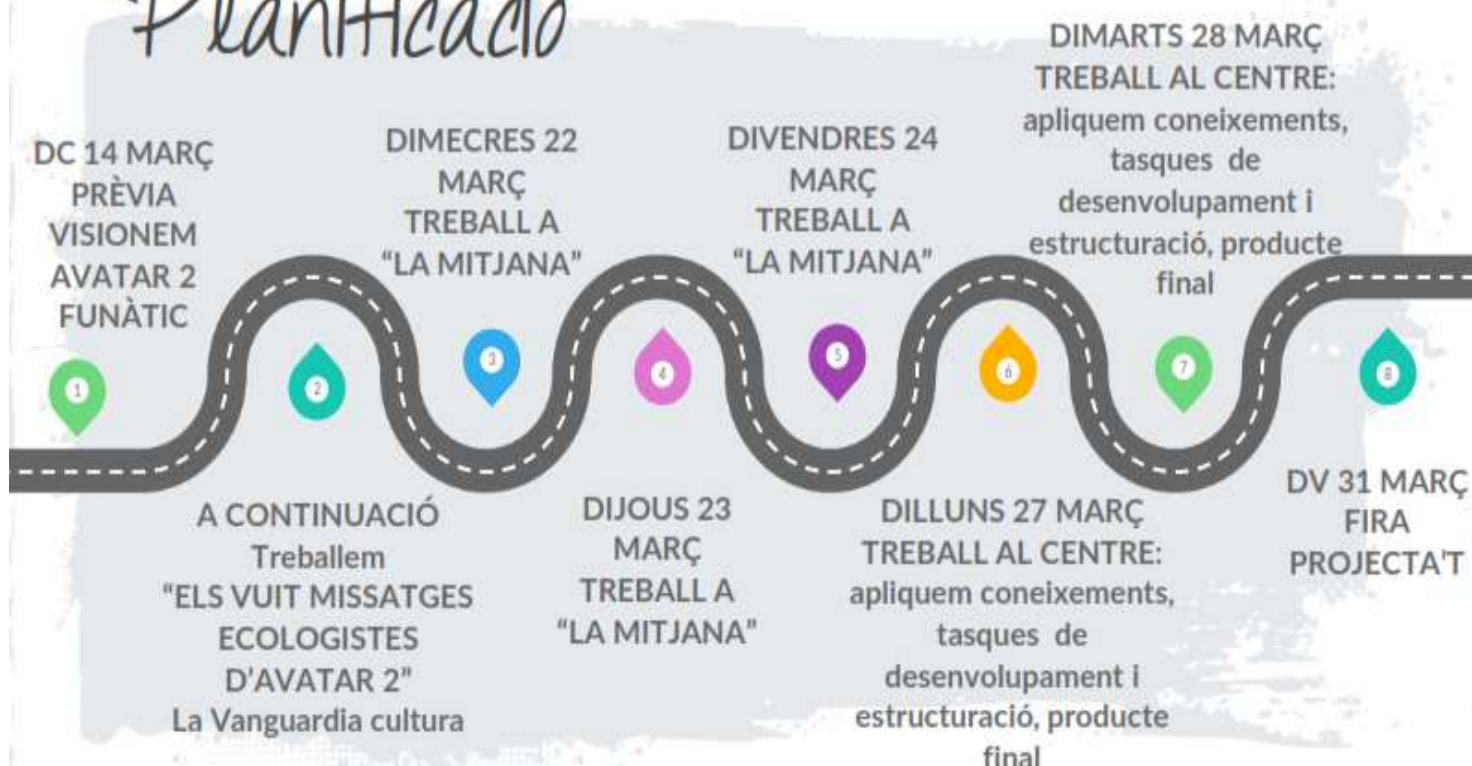 Planificació
DC 14 MARÇ
PRÈVIA
VISIONEM
AVATAR 2
FUNÀTIC
1
2
A CONTINUACIÓ
Treballem
"ELS VUIT MISSATGES
ECOLOGISTES
D'AVATAR 2"
La Vanguardia cultura
DIMECRES 22
MARÇ
TREBALL A
"LA MITJANA"
3
4
DIJOUS 23
MARÇ
TREBALL A
"LA MITJANA"
DIVENDRES 24
MARÇ
TREBALL A
"LA MITJANA"
5
6
DILLUNS 27 MARÇ
TREBALL AL CENTRE:
apliquem coneixements,
tasques de
desenvolupament i
estructuració, producte
final
DIMARTS 28 MARÇ
TREBALL AL CENTRE:
apliquem coneixements,
tasques de
desenvolupament i
estructuració, producte
final
7
8
DV 31 MARÇ
FIRA
PROJECTA'T